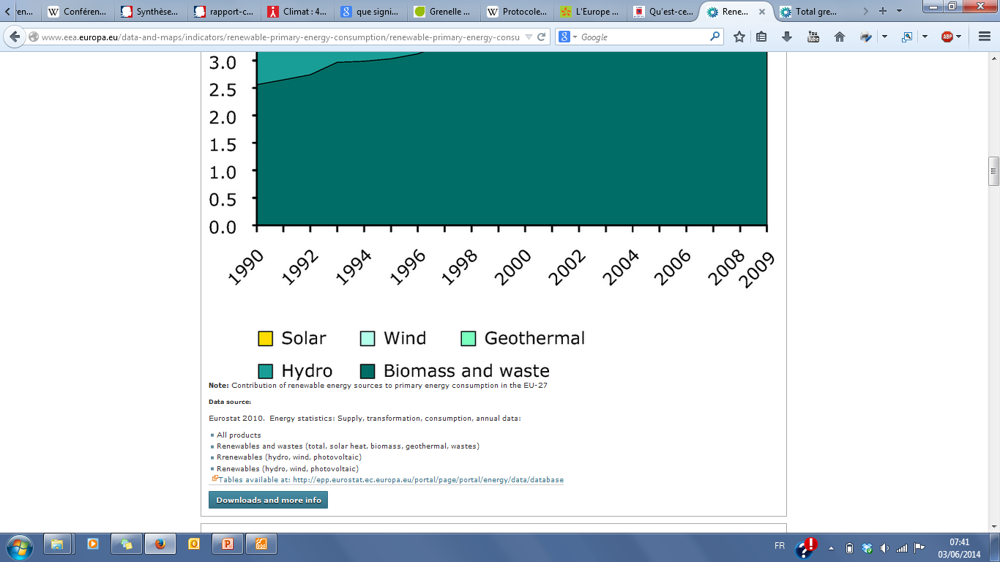 ren...
Conféren...
Synthèse...
rapport-c...
Climat : 4...
que signi...
Grenelle ...
Protocole...
L'Europe ...
Qu'est-ce...
Rene...
Total gre...
www.eea.europa.eu/data-and-maps/indicators/renewable-primary-energy-consumption/renewable-primary-energy-consu
Google
You Tube
ABP
3.0
2.5
2.0
1.5
1.0
0.5
0.0
1990 1992 1994 1996 1998 2000 2002 2004 2006 2008 2009
Solar Wind Geothermal
Hydro Biomass and waste
Note: Contribution of renewable energy sources to primary energy consumption in the EU-27
Data source:
Eurostat 2010. Energy statistics: Supply, transformation, consumption, annual data:
All products
Renewables and wastes (total, solar heat, biomass, geothermal, wastes)
Rrenewables (hydro, wind, photovoltaic)
Renewables (hydro, wind, photovoltaic)
Tables available at: http://epp.eurostat.ec.europa.eu/portal/page/portal/energy/data/database
Downloads and more info
FR
07:41
03/06/2014